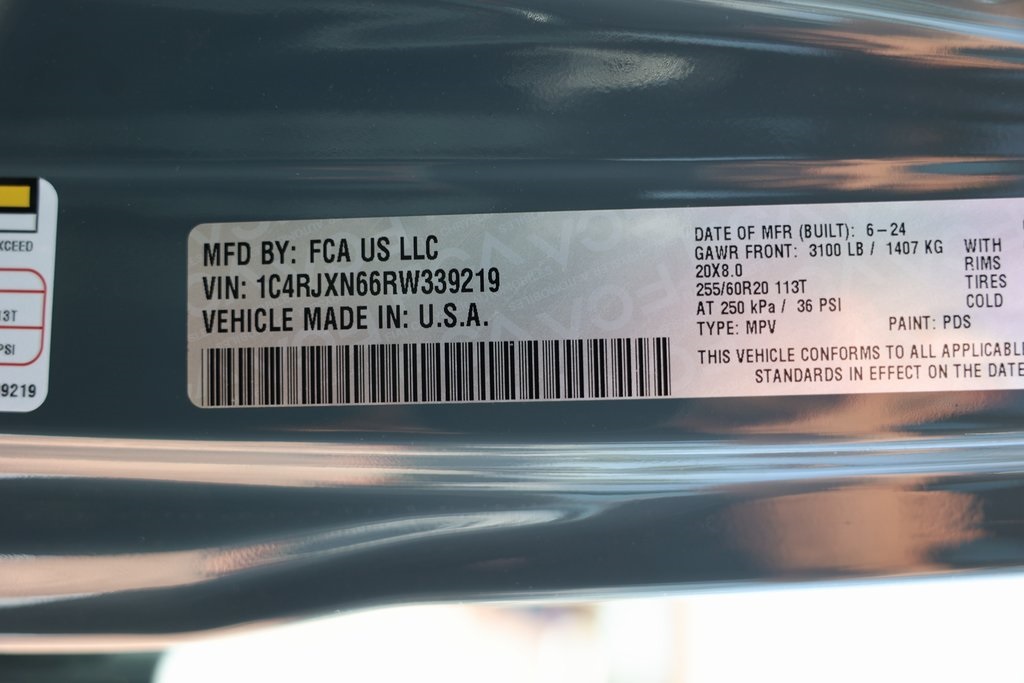 XCEED
13T
PSI
39219
MFD BY: FCA US LLC
VIN: 1C4RJXN66RW339219
VEHICLE MADE IN: U.S.A.
DATE OF MFR (BUILT): 6-24
GAWR FRONT: 3100 LB / 1407 KG WITH
20X8.0 RIMS
255/60R20 113T TIRES
AT 250 kPa / 36 PSI COLD
TYPE: MPV PAINT: PDS
THIS VEHICLE CONFORMS TO ALL APPLICABL
STANDARDS IN EFFECT ON THE DATE